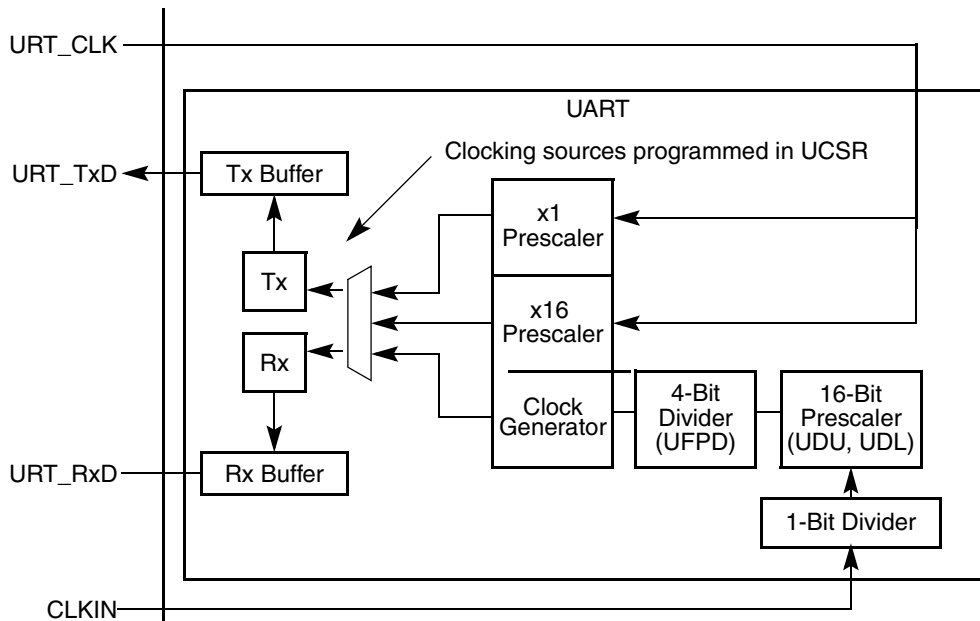 URT_CLK
UART
Clocking sources programmed in UCSR
URT_TxD
Tx Buffer
x1
Prescaler
Tx
x16
Prescaler
Rx
Clock
Generator
4-Bit
Divider
(UFPD)
16-Bit
Prescaler
(UDU, UDL)
URT_RxD
Rx Buffer
1-Bit Divider
CLKIN